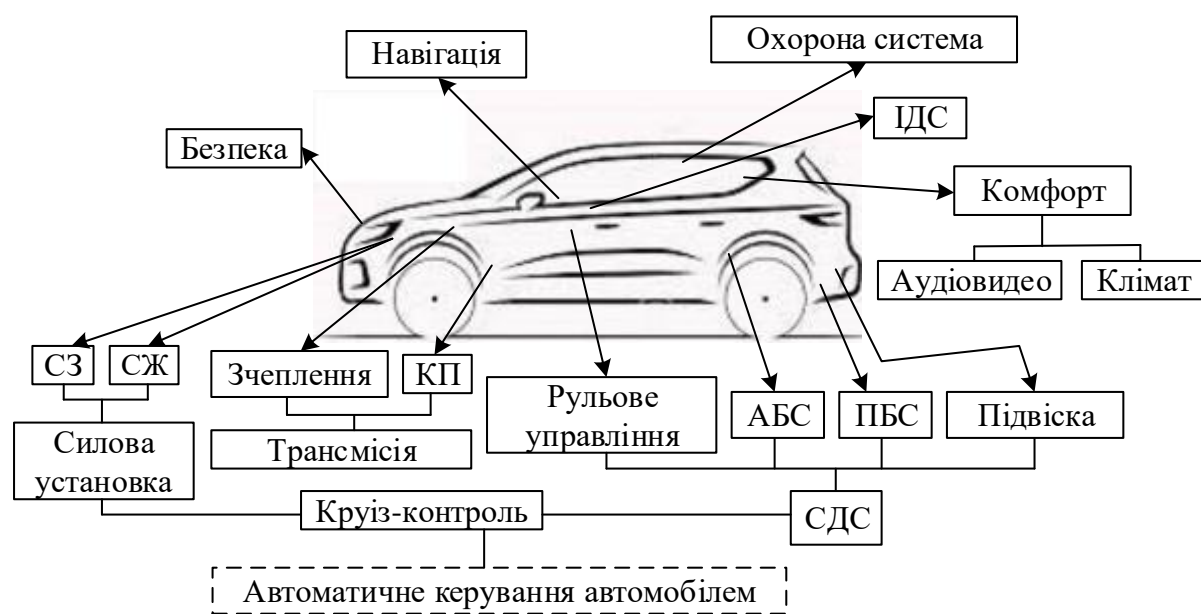 Охорона система
Навігація
ІДС
Безпека
Комфорт
Аудіовидео
Клімат
СЗ
СЖ
Зчеплення
КП
Рульове
управління
АБС
ПБС
Підвіска
Силова
установка
Трансмісія
Круїз-контроль
СДС
Автоматичне керування автомобілем